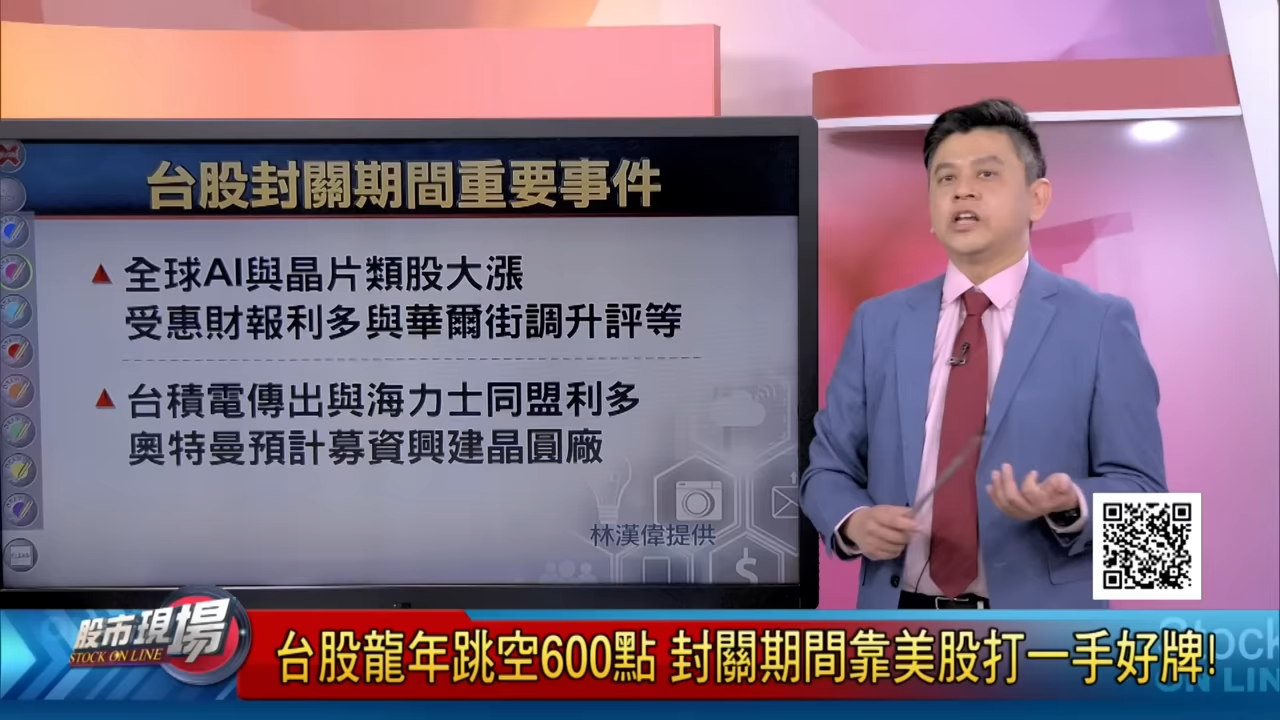 台股封關期間重要事件
全球AI與晶片類股大漲
受惠財報利多與華爾街調升評等
台積電傳出與海力士同盟利多
奧特曼預計募資興建晶圓廠
林漢偉提供
股市現場
STOCK ON LINE
台股龍年跳空600點 封關期間靠美股打一手好牌!
Stock
ON LIN